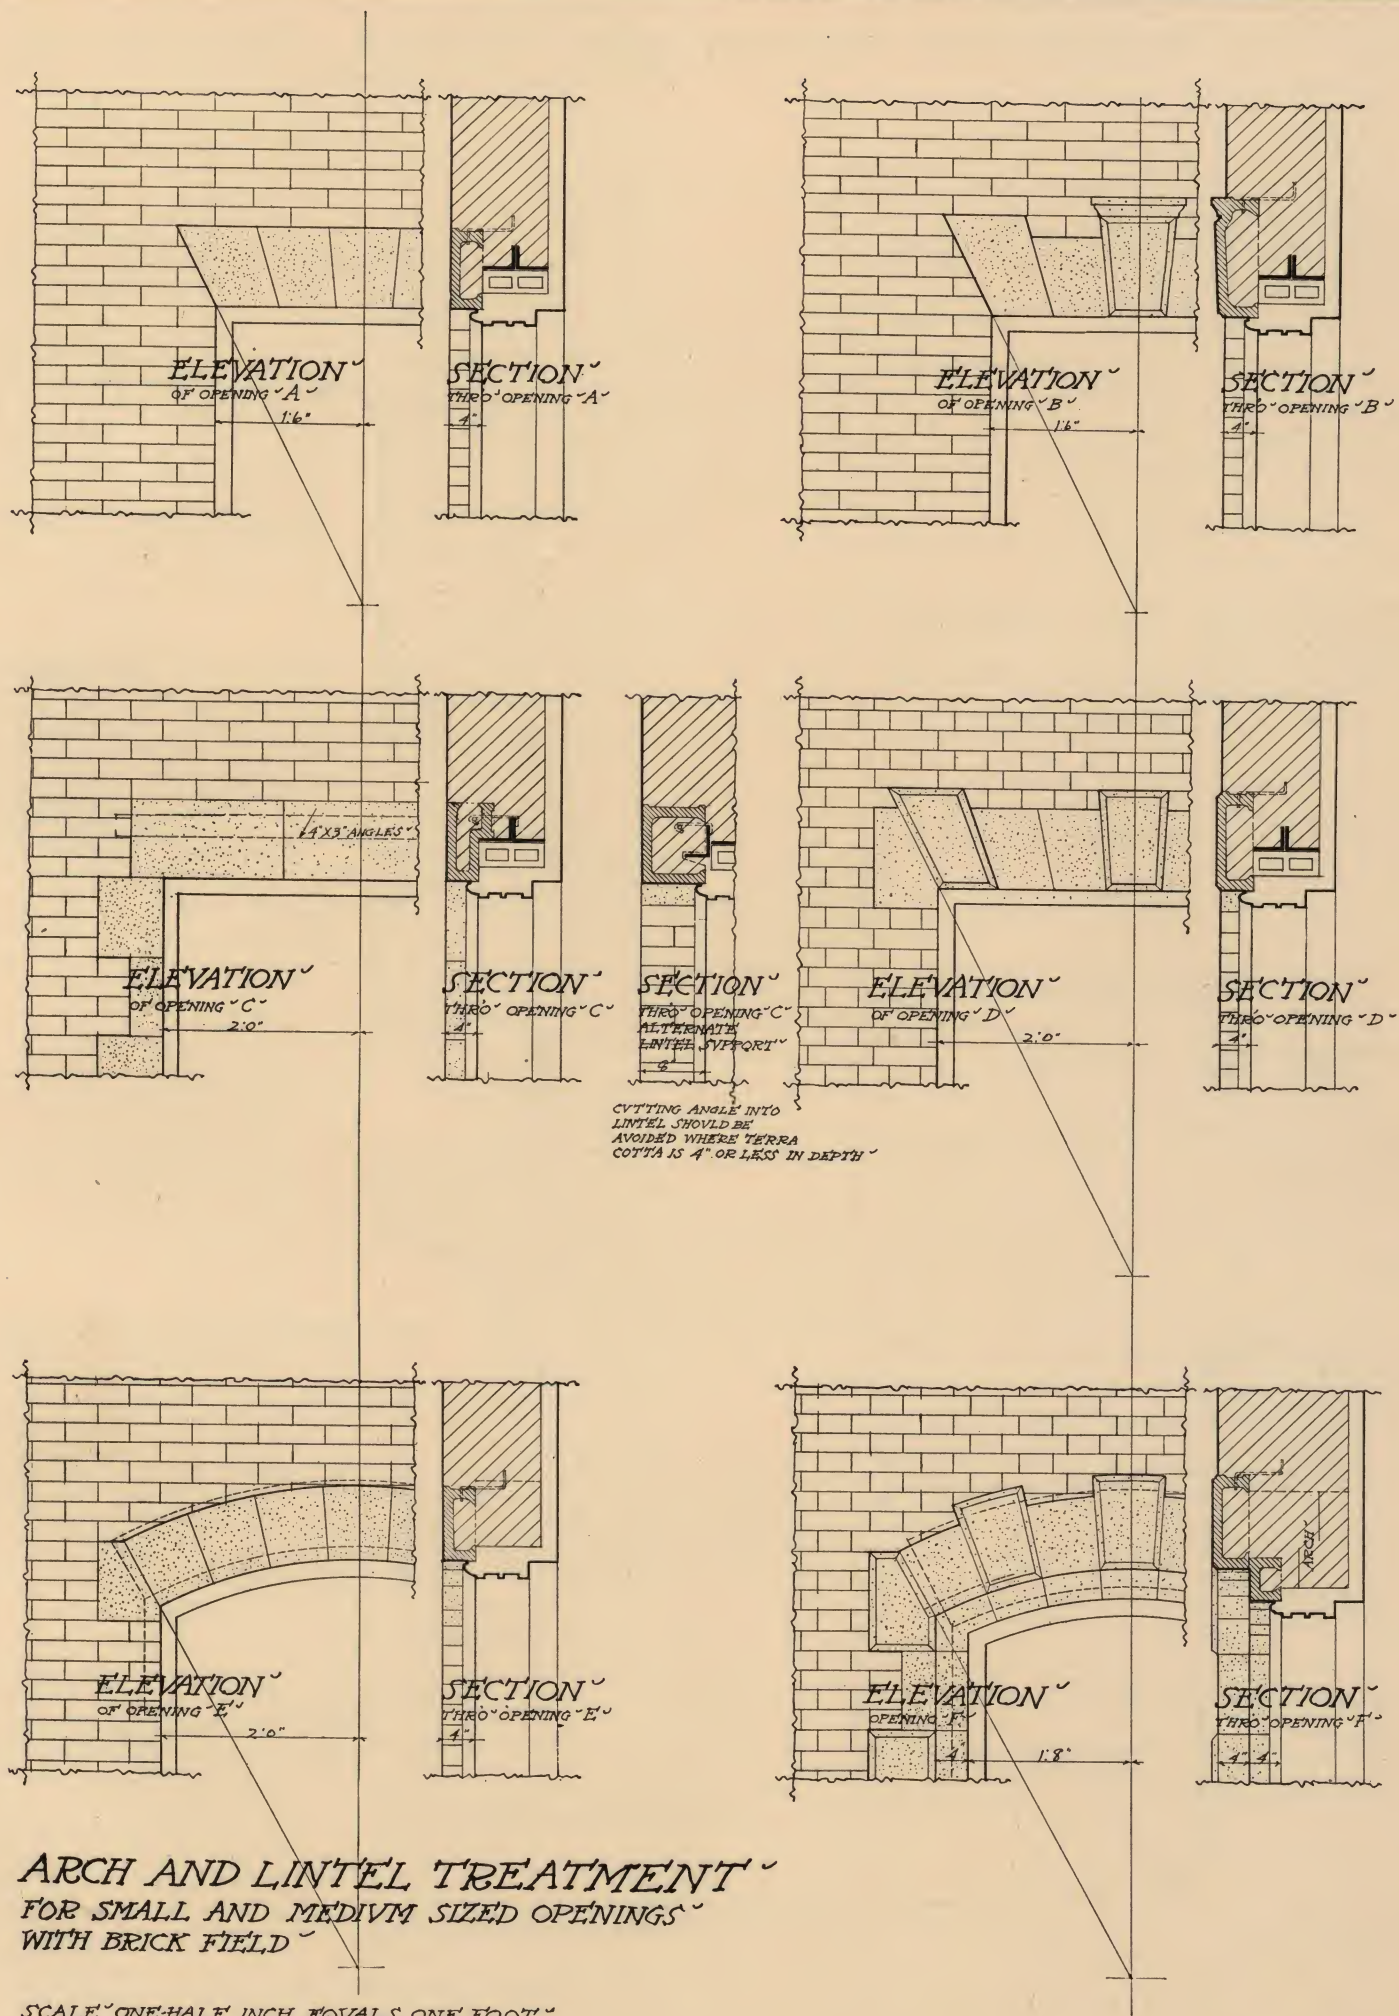 ELEVATION
OF OPENING "A"
1'.6"
SECTION
THRO' OPENING "A"
4"
ELEVATION
OF OPENING "B"
1'.6"
SECTION
THRO' OPENING "B"
4"
4"X3" ANGLES
ELEVATION
OF OPENING "C"
2'.0"
SECTION
THRO' OPENING "C"
4"
SECTION
THRO' OPENING "C"
ALTERNATE
LINTEL SVPPORT
8"
CVTTING ANGLE INTO
LINTEL SHOVLD BE
AVOIDED WHERE TERRA
COTTA IS 4" OR LESS IN DEPTH
ELEVATION
OF OPENING "D"
2'.0"
SECTION
THRO' OPENING "D"
4"
ELEVATION
OF OPENING "E"
2'.0"
SECTION
THRO' OPENING "E"
4"
ELEVATION
OPENING "F"
4" 1'.8"
ARCH
SECTION
THRO' OPENING "F"
4" 4"
ARCH AND LINTEL TREATMENT
FOR SMALL AND MEDIVM SIZED OPENINGS
WITH BRICK FIELD
SCALE ONE-HALF INCH EQVALS ONE FOOT